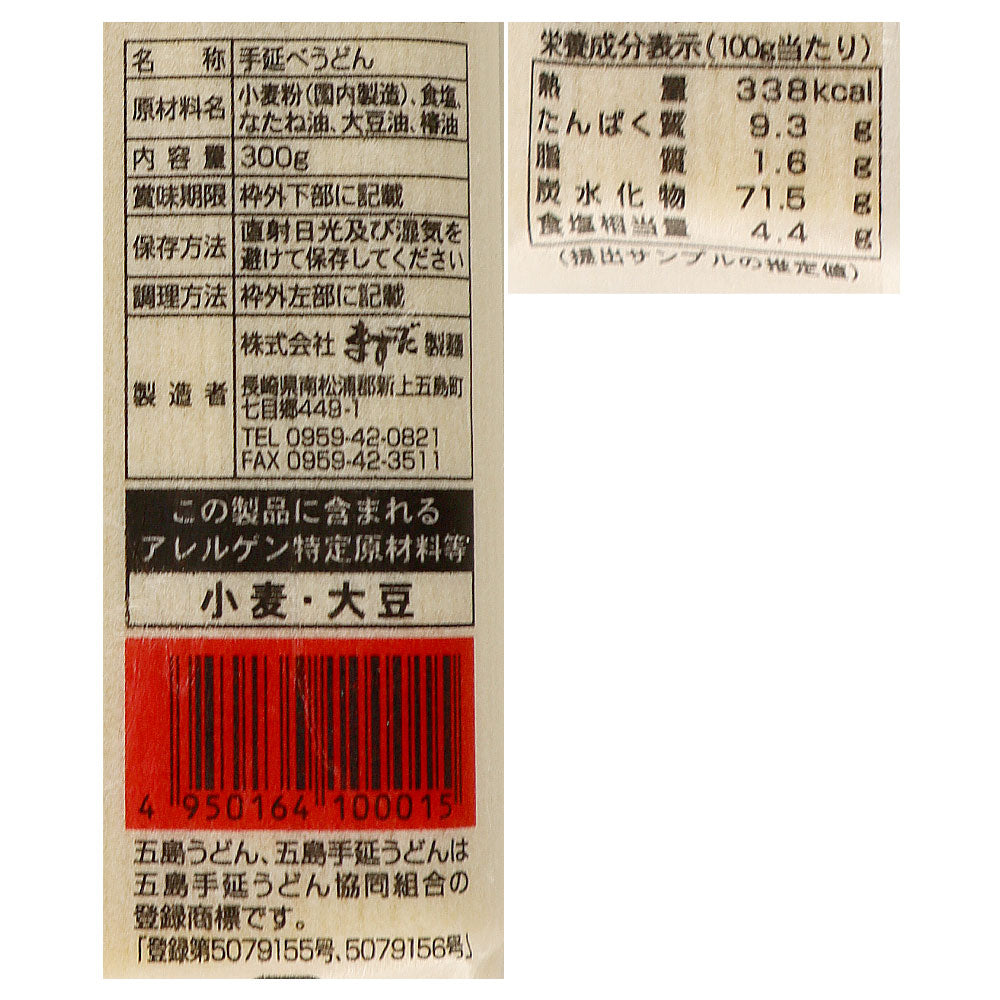 名称 手延べうどん
原材料名 小麦粉(国内製造)、食塩、
なたね油、大豆油、椿油
内容量 300g
賞味期限 枠外下部に記載
保存方法 直射日光及び湿気を
避けて保存してください
調理方法 枠外左部に記載
製造者 株式会社 ますだ製麺
長崎県南松浦郡新上五島町
七目郷449-1
TEL 0959-42-0821
FAX 0959-42-3511
この製品に含まれる
アレルゲン特定原材料等
小麦・大豆
4 950164 100015
五島うどん、五島手延うどんは
五島手延うどん協同組合の
登録商標です。
「登録第5079155号、5079156号」
栄養成分表示(100g当たり)
熱量 338kcal
たんぱく質 9.3 g
脂質 1.6 g
炭水化物 71.5 g
食塩相当量 4.4 g
(提出サンプルの推定値)